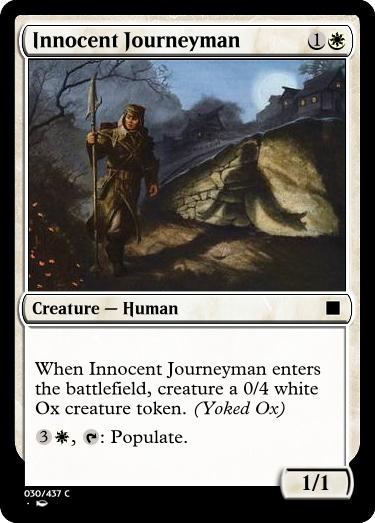 Innocent Journeyman 1
Creature — Human
When Innocent Journeyman enters
the battlefield, creature a 0/4 white
Ox creature token. (Yoked Ox)
3, : Populate.
1/1
030/437 C